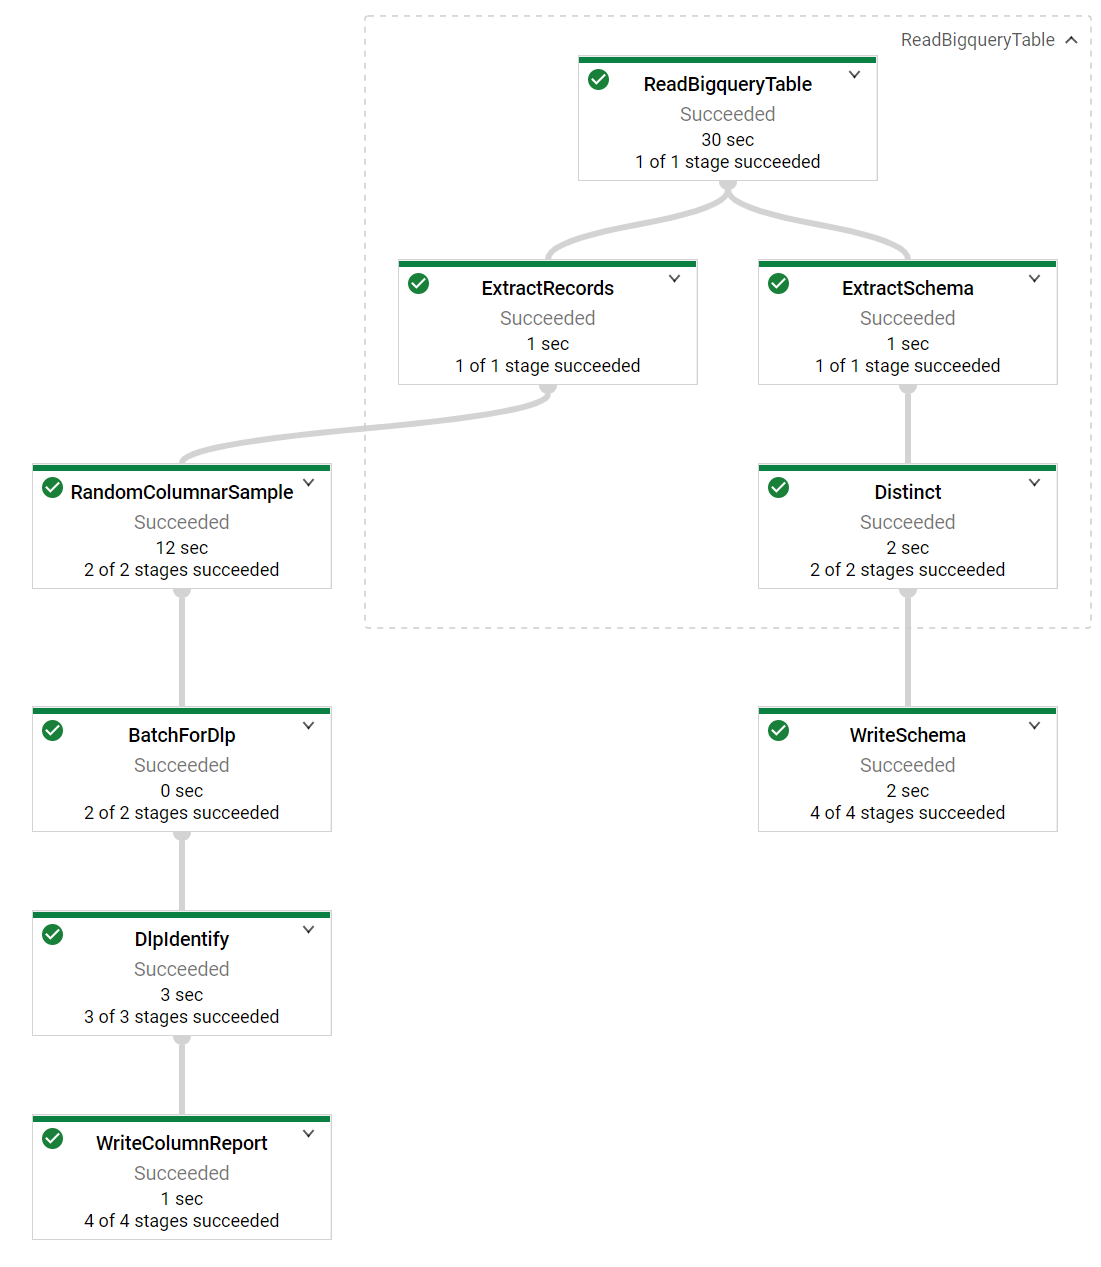 ReadBigqueryTable
ReadBigqueryTable
Succeeded
30 sec
1 of 1 stage succeeded
ExtractRecords
Succeeded
1 sec
1 of 1 stage succeeded
ExtractSchema
Succeeded
1 sec
1 of 1 stage succeeded
RandomColumnarSample
Succeeded
12 sec
2 of 2 stages succeeded
Distinct
Succeeded
2 sec
2 of 2 stages succeeded
BatchForDlp
Succeeded
0 sec
2 of 2 stages succeeded
WriteSchema
Succeeded
2 sec
4 of 4 stages succeeded
DlpIdentify
Succeeded
3 sec
3 of 3 stages succeeded
WriteColumnReport
Succeeded
1 sec
4 of 4 stages succeeded